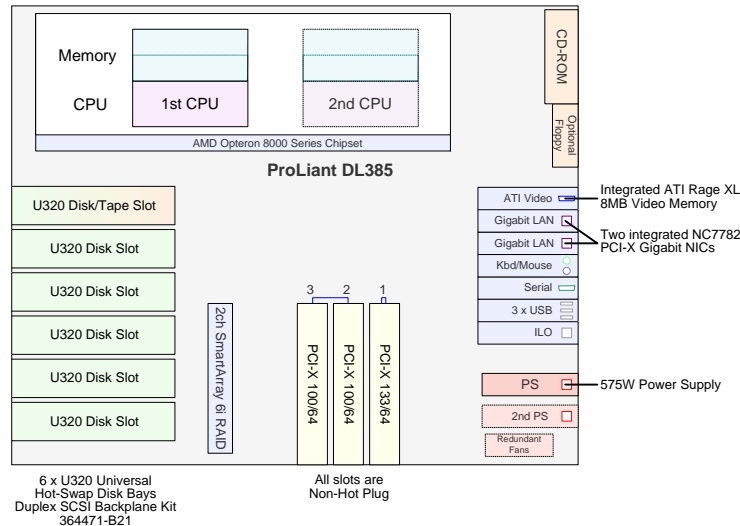 Memory
CPU
1st CPU
2nd CPU
AMD Opteron 8000 Series Chipset
CD-ROM
Optional
Floppy
ProLiant DL385
U320 Disk/Tape Slot
U320 Disk Slot
U320 Disk Slot
U320 Disk Slot
U320 Disk Slot
U320 Disk Slot
2ch SmartArray 6i RAID
3
2
1
PCI-X 100/64
PCI-X 100/64
PCI-X 133/64
ATI Video
Gigabit LAN
Gigabit LAN
Kbd/Mouse
Serial
3 x USB
ILO
PS
2nd PS
Redundant
Fans
Integrated ATI Rage XL
8MB Video Memory
Two integrated NC7782
PCI-X Gigabit NICs
575W Power Supply
6 x U320 Universal
Hot-Swap Disk Bays
Duplex SCSI Backplane Kit
364471-B21
All slots are
Non-Hot Plug